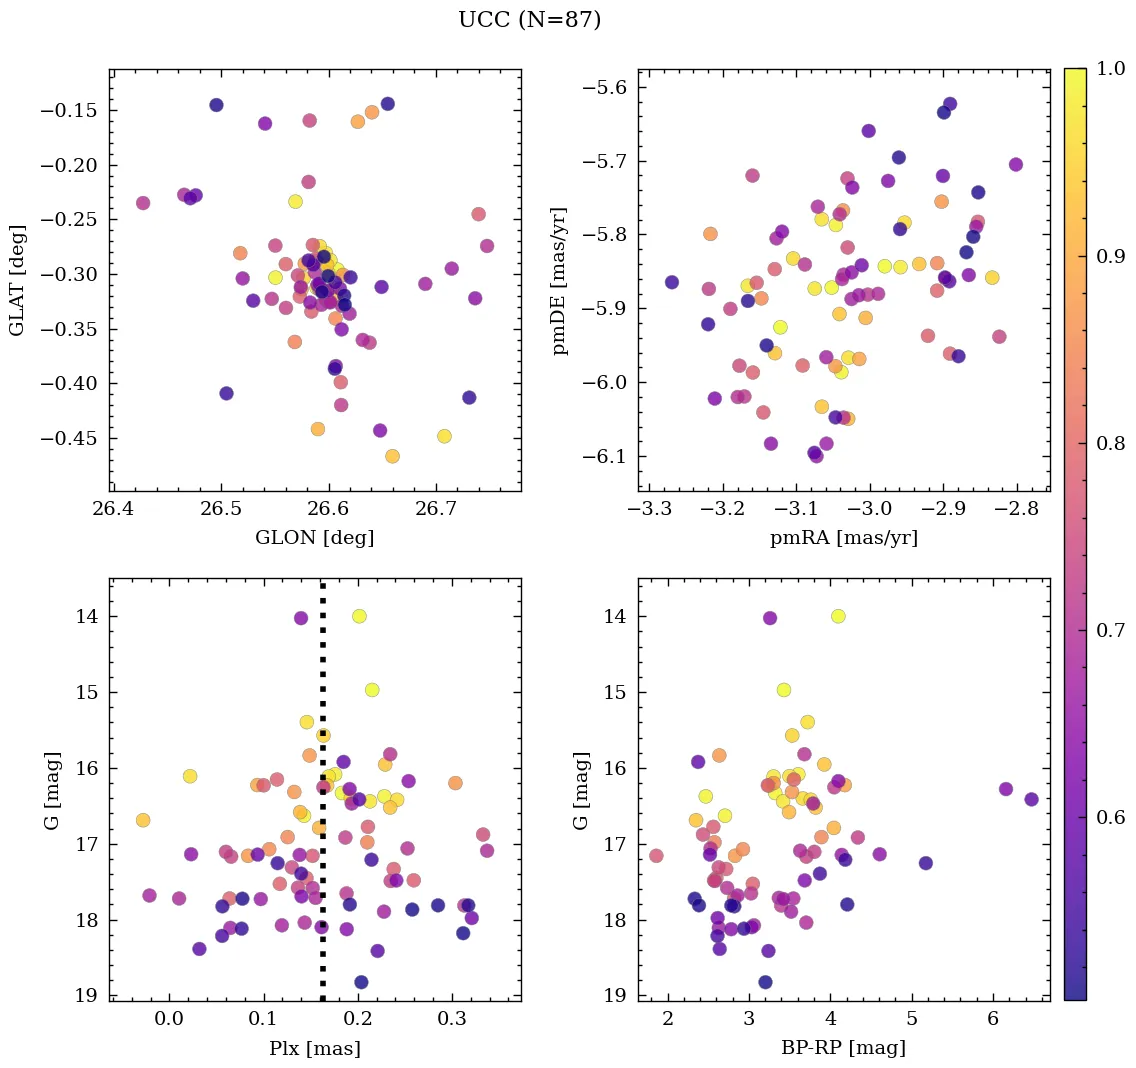 UCC (N=87)
−0.15
−0.20
−0.25
−0.30
−0.35
−0.40
−0.45
GLAT [deg]
26.4 26.5 26.6 26.7
GLON [deg]
−5.6
−5.7
−5.8
−5.9
−6.0
−6.1
pmDE [mas/yr]
−3.3 −3.2 −3.1 −3.0 −2.9 −2.8
pmRA [mas/yr]
14
15
16
17
18
19
G [mag]
0.0 0.1 0.2 0.3
Plx [mas]
14
15
16
17
18
19
G [mag]
2 3 4 5 6
BP-RP [mag]
1.0
0.9
0.8
0.7
0.6